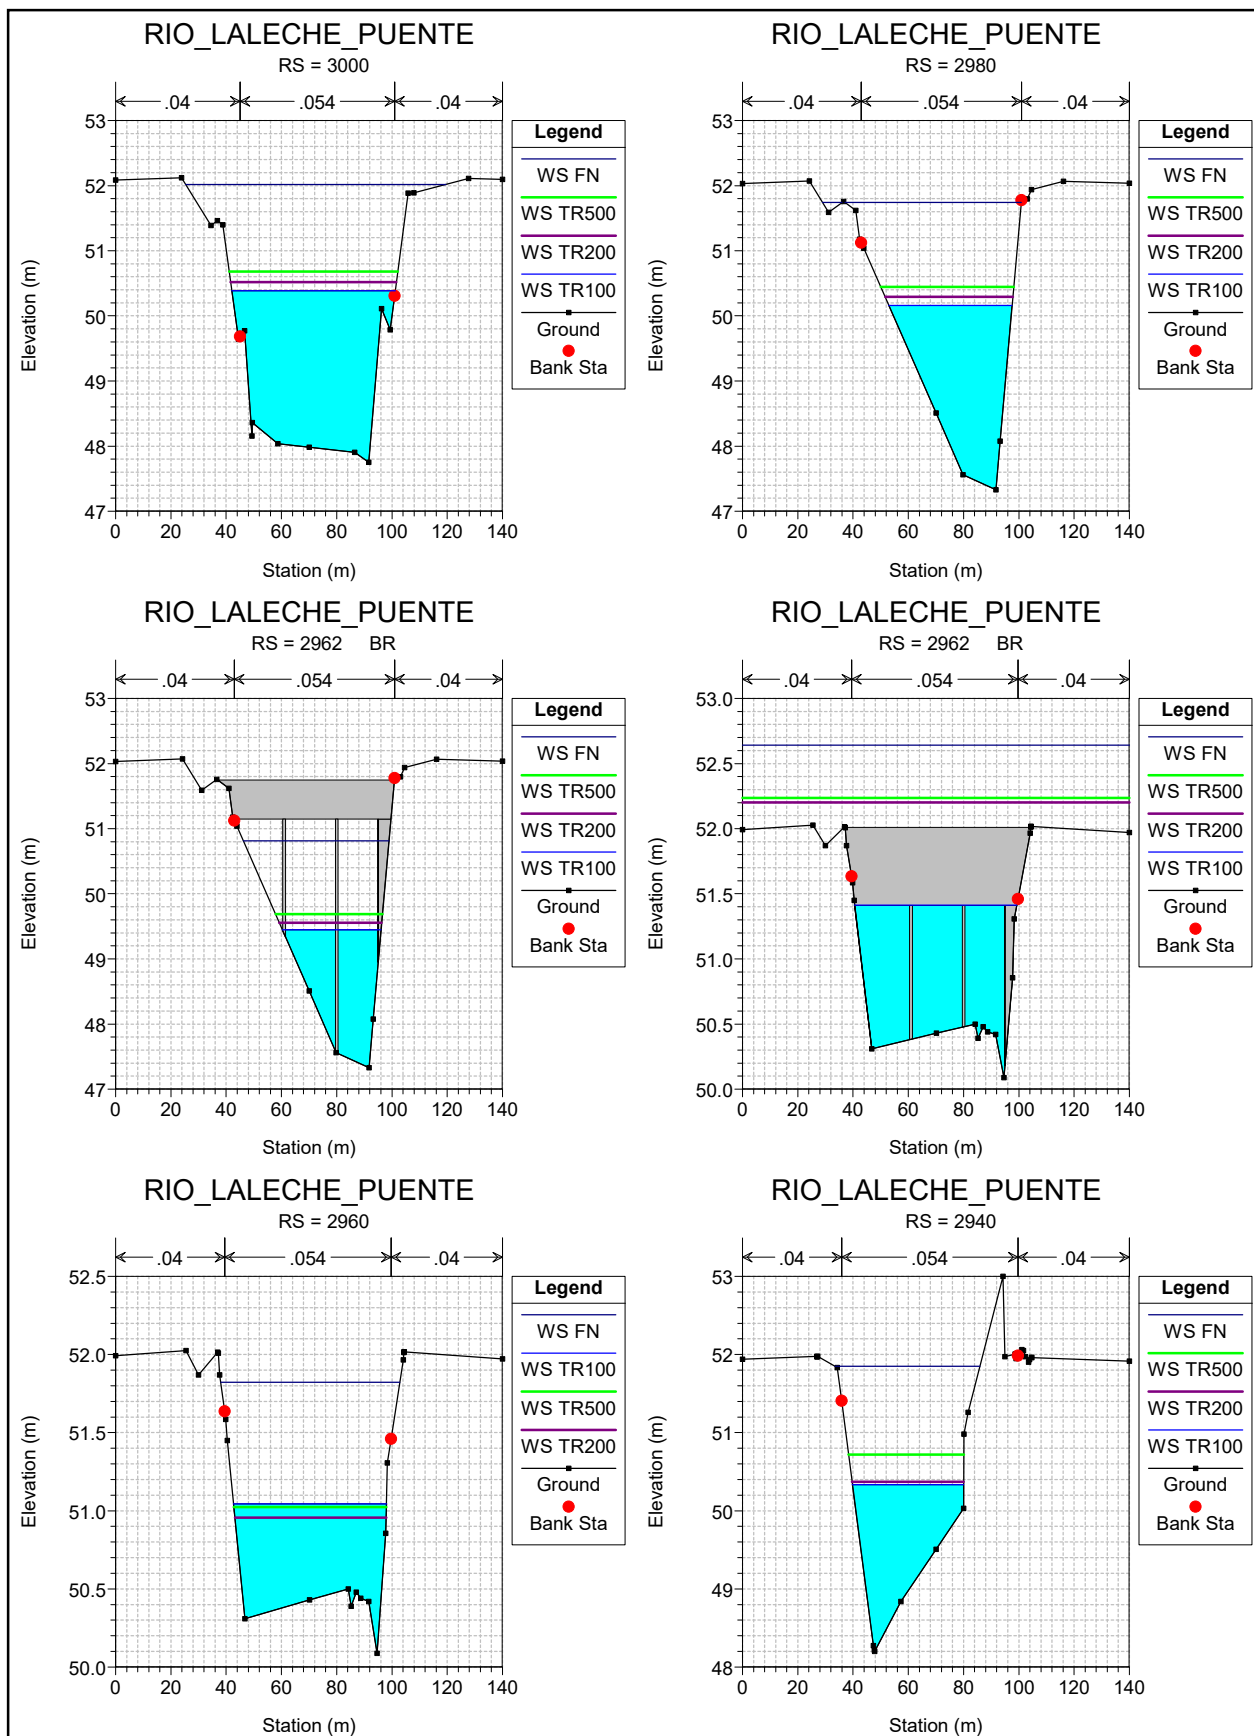 RIO_LALECHE_PUENTE
RS = 3000
.04 .054 .04
53
52
51
50
49
48
47
0 20 40 60 80 100 120 140
Station (m)
Elevation (m)
Legend
WS FN
WS TR500
WS TR200
WS TR100
Ground
Bank Sta
RIO_LALECHE_PUENTE
RS = 2980
.04 .054 .04
53
52
51
50
49
48
47
0 20 40 60 80 100 120 140
Station (m)
Elevation (m)
Legend
WS FN
WS TR500
WS TR200
WS TR100
Ground
Bank Sta
RIO_LALECHE_PUENTE
RS = 2962 BR
.04 .054 .04
53
52
51
50
49
48
47
0 20 40 60 80 100 120 140
Station (m)
Elevation (m)
Legend
WS FN
WS TR500
WS TR200
WS TR100
Ground
Bank Sta
RIO_LALECHE_PUENTE
RS = 2962 BR
.04 .054 .04
53.0
52.5
52.0
51.5
51.0
50.5
50.0
0 20 40 60 80 100 120 140
Station (m)
Elevation (m)
Legend
WS FN
WS TR500
WS TR200
WS TR100
Ground
Bank Sta
RIO_LALECHE_PUENTE
RS = 2960
.04 .054 .04
52.5
52.0
51.5
51.0
50.5
50.0
0 20 40 60 80 100 120 140
Station (m)
Elevation (m)
Legend
WS FN
WS TR100
WS TR500
WS TR200
Ground
Bank Sta
RIO_LALECHE_PUENTE
RS = 2940
.04 .054 .04
53
52
51
50
49
48
0 20 40 60 80 100 120 140
Station (m)
Elevation (m)
Legend
WS FN
WS TR500
WS TR200
WS TR100
Ground
Bank Sta